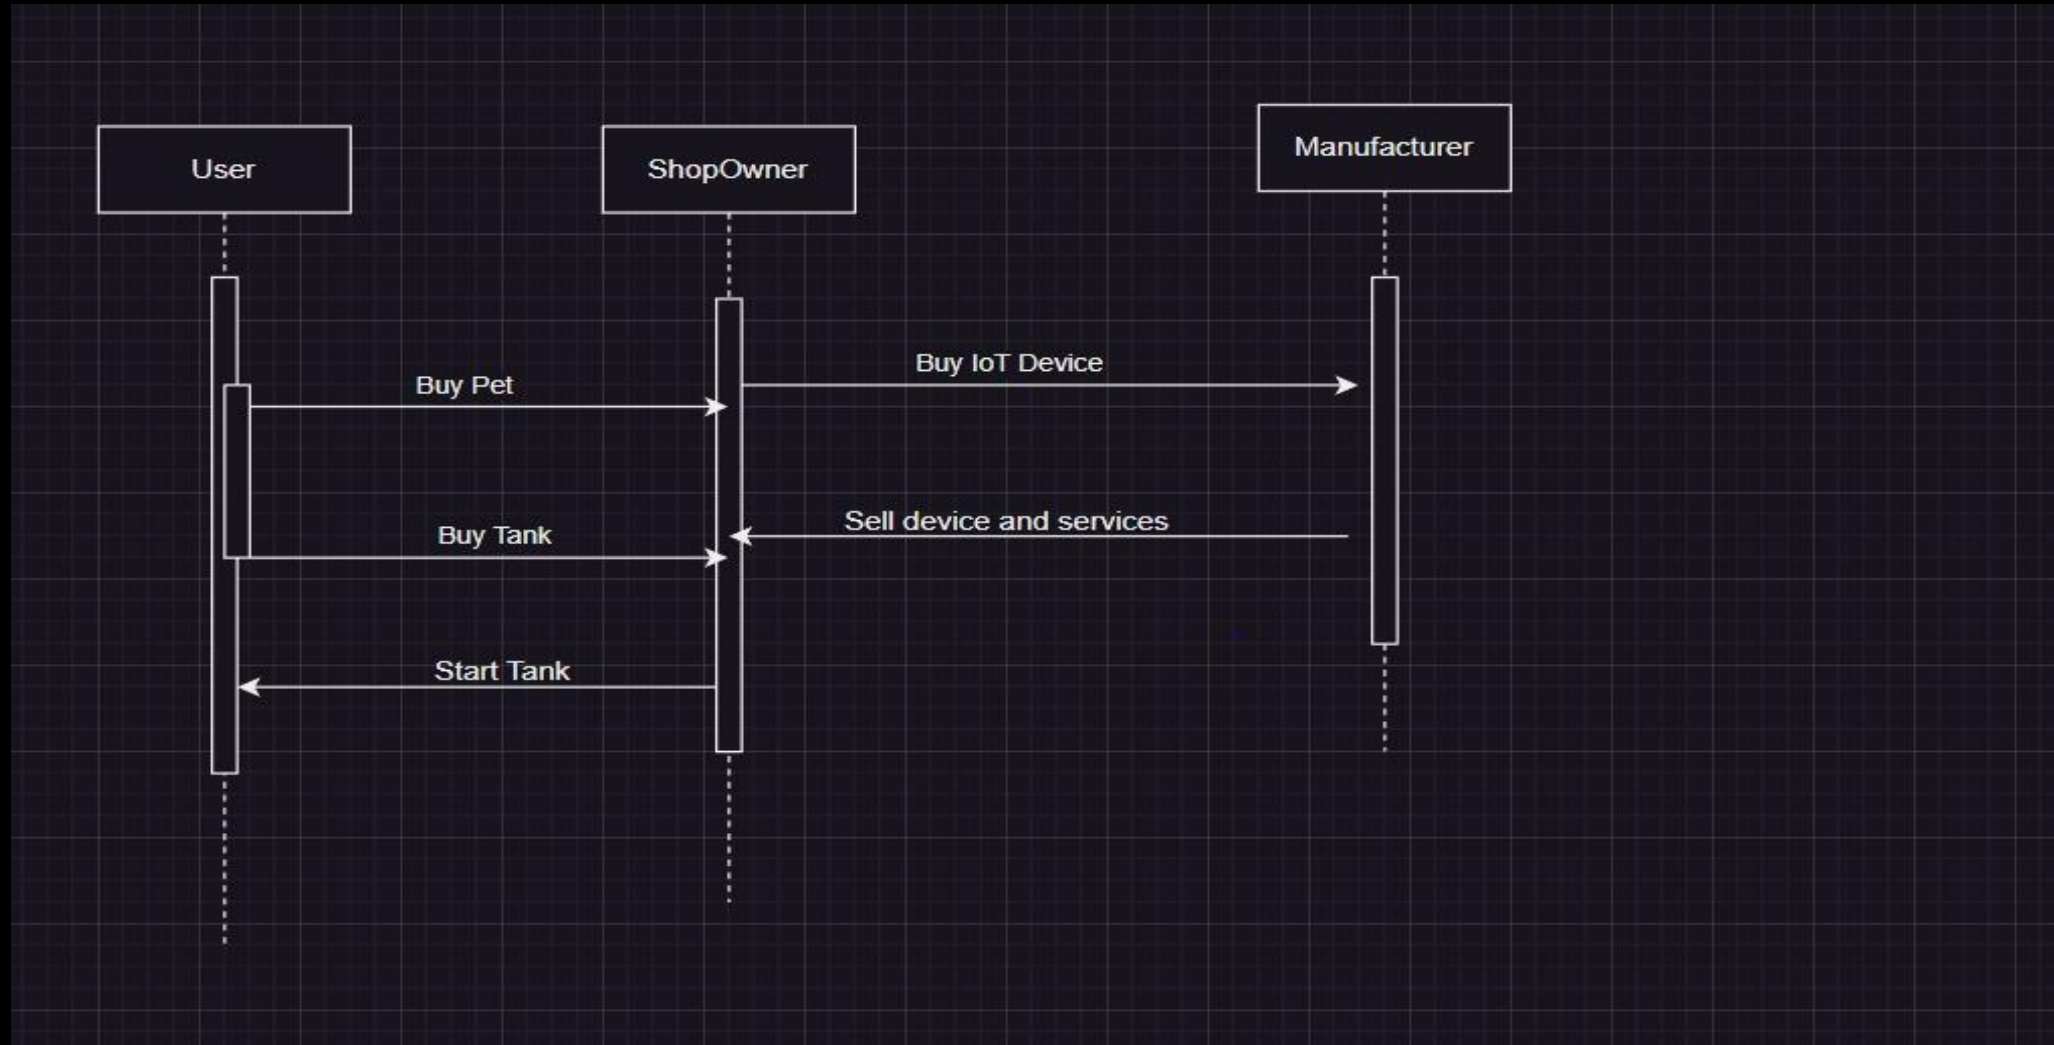 User
ShopOwner
Manufacturer
Buy Pet
Buy IoT Device
Buy Tank
Sell device and services
Start Tank